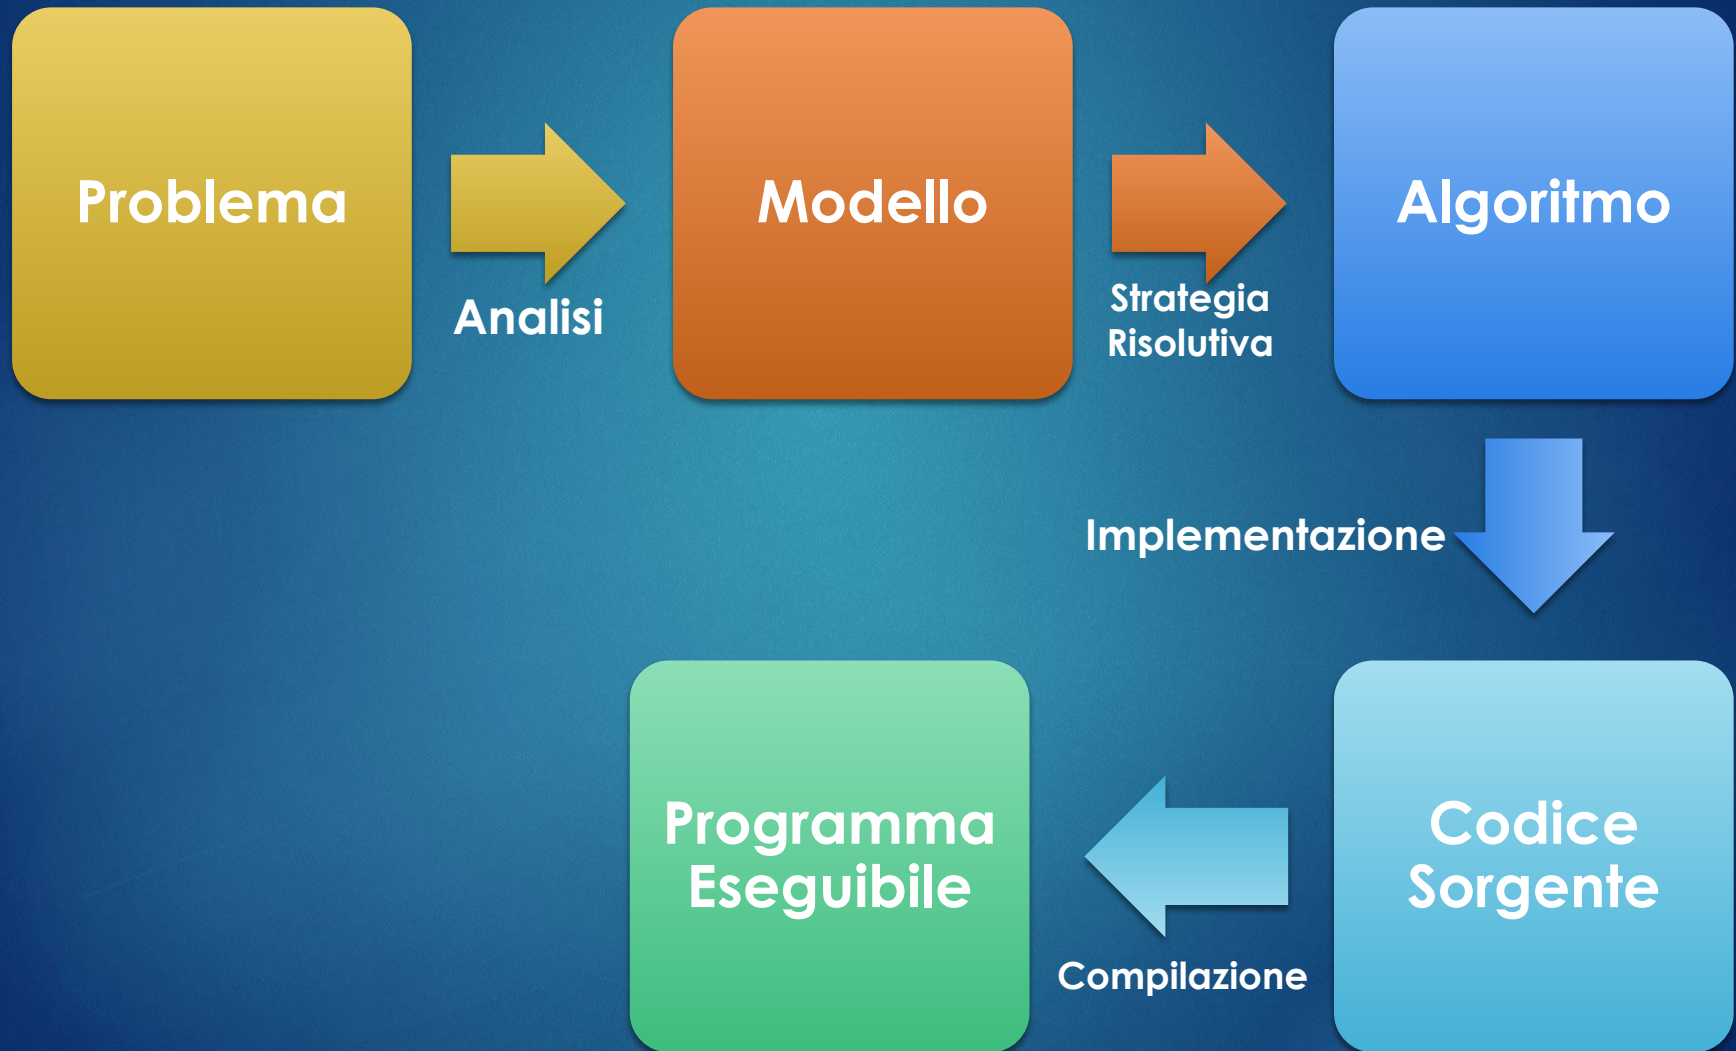 Problema
Analisi
Modello
Strategia
Risolutiva
Algoritmo
Implementazione
Codice
Sorgente
Compilazione
Programma
Eseguibile